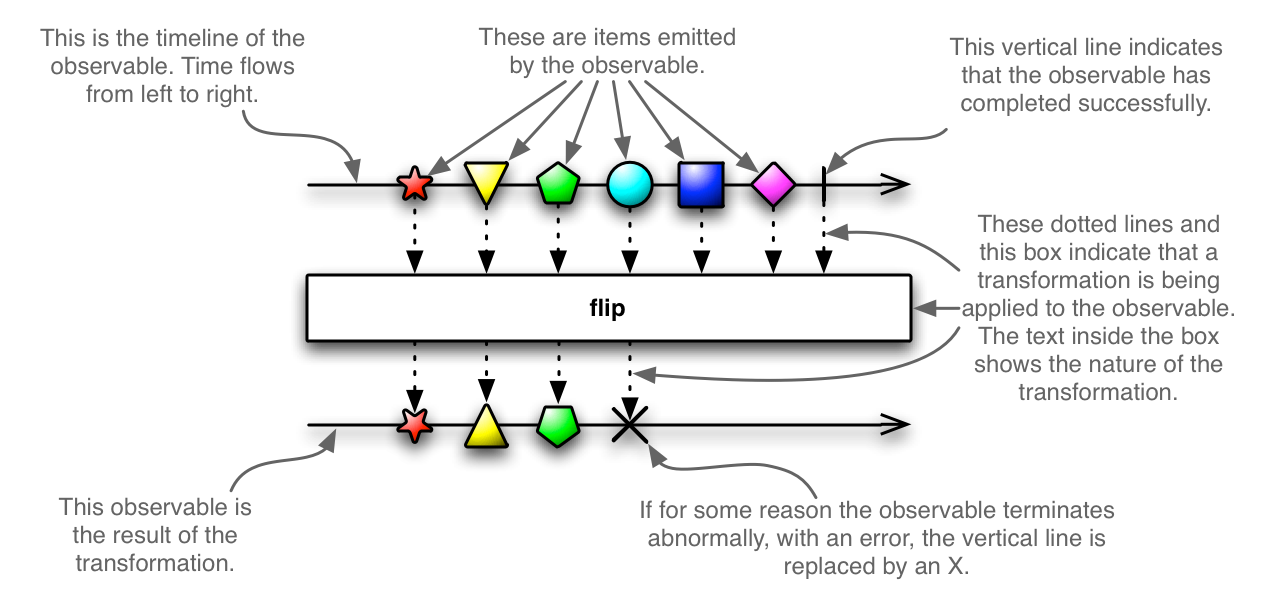 This is the timeline of the
observable. Time flows
from left to right.
These are items emitted
by the observable.
This vertical line indicates
that the observable has
completed successfully.
These dotted lines and
this box indicate that a
transformation is being
applied to the observable.
The text inside the box
shows the nature of the
transformation.
flip
This observable is
the result of the
transformation.
If for some reason the observable terminates
abnormally, with an error, the vertical line is
replaced by an X.